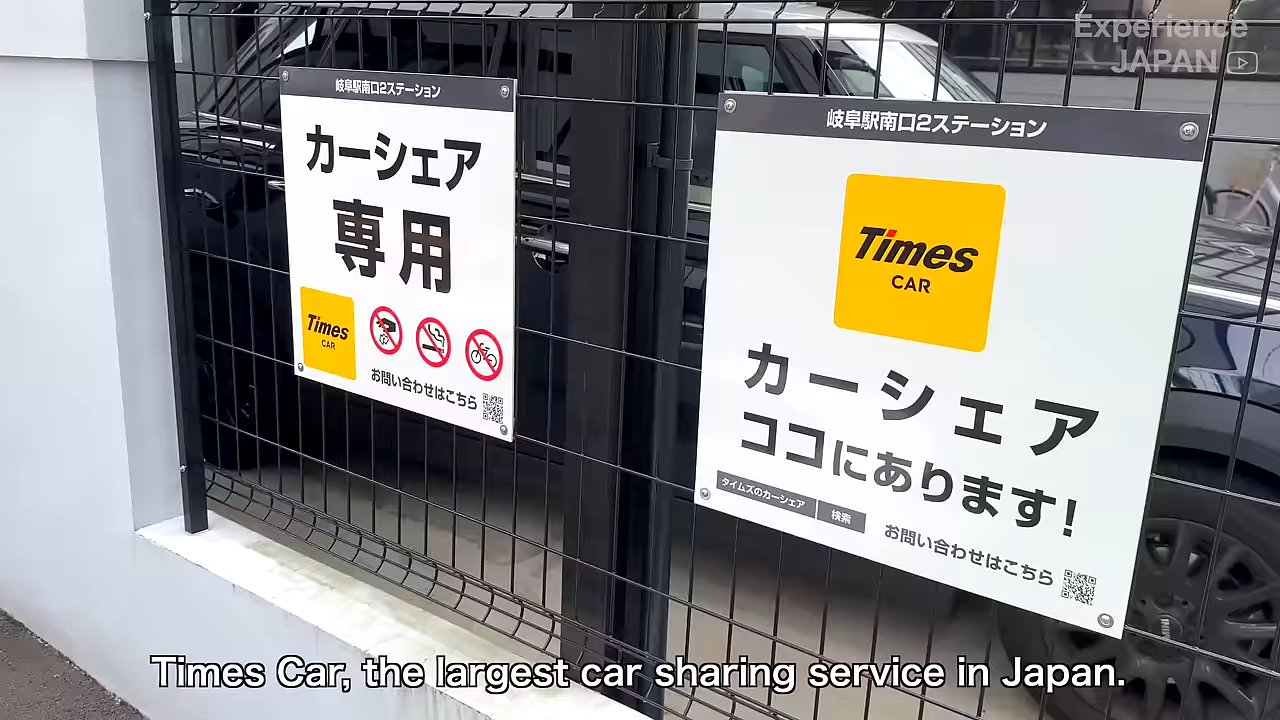 Experience
JAPAN
岐阜駅南口2ステーション
カーシェア
専用
Times
CAR
お問い合わせはこちら
岐阜駅南口2ステーション
Times
CAR
カーシェア
ココにあります!
タイムズのカーシェア 検索
お問い合わせはこちら
Times Car, the largest car sharing service in Japan.